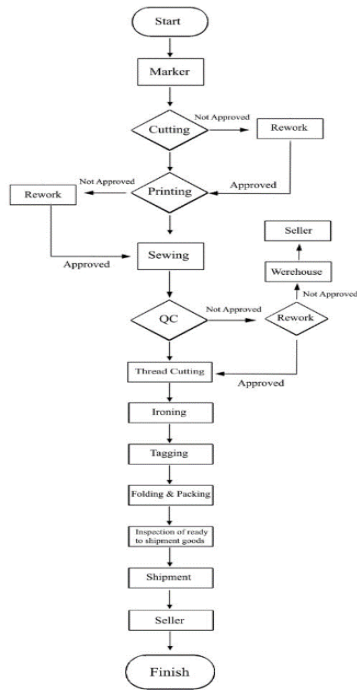 Start
Marker
Not Approved
Cutting
Rework
Not Approved
Printing
Approved
Rework
Seller
Approved
Sewing
Werehouse
Not Approved
Not Approved
QC
Rework
Thread Cutting
Approved
Ironing
Tagging
Folding & Packing
Inspection of ready
to shipment goods
Shipment
Seller
Finish